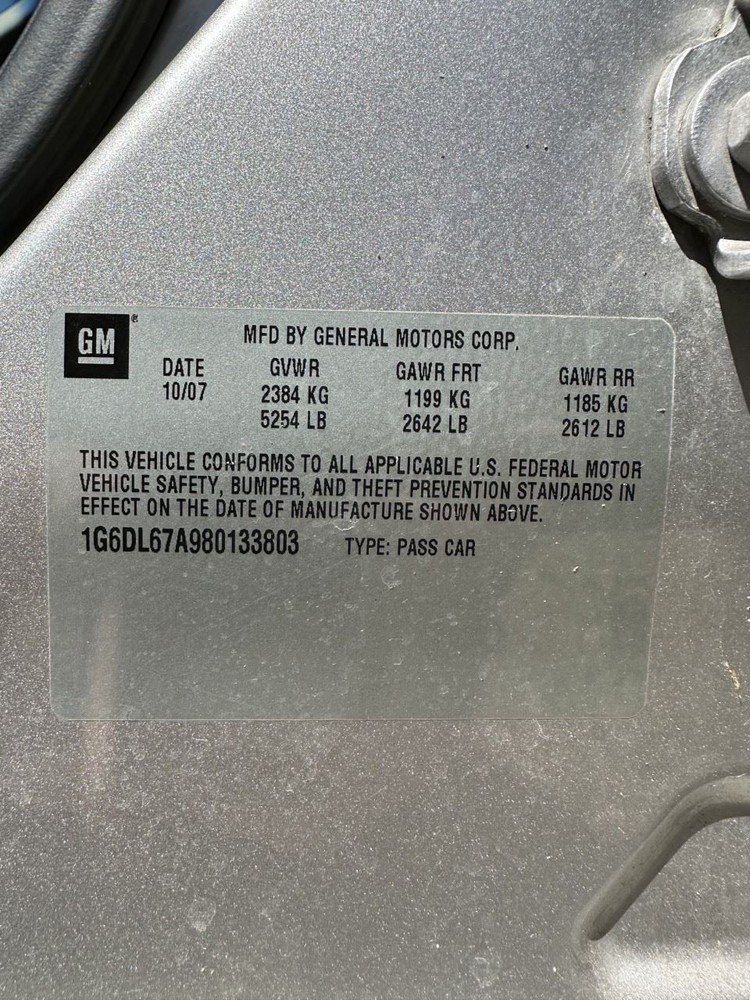 GM®
MFD BY GENERAL MOTORS CORP.
DATE GVWR GAWR FRT GAWR RR
10/07 2384 KG 1199 KG 1185 KG
5254 LB 2642 LB 2612 LB
THIS VEHICLE CONFORMS TO ALL APPLICABLE U.S. FEDERAL MOTOR
VEHICLE SAFETY, BUMPER, AND THEFT PREVENTION STANDARDS IN
EFFECT ON THE DATE OF MANUFACTURE SHOWN ABOVE.
1G6DL67A980133803 TYPE: PASS CAR